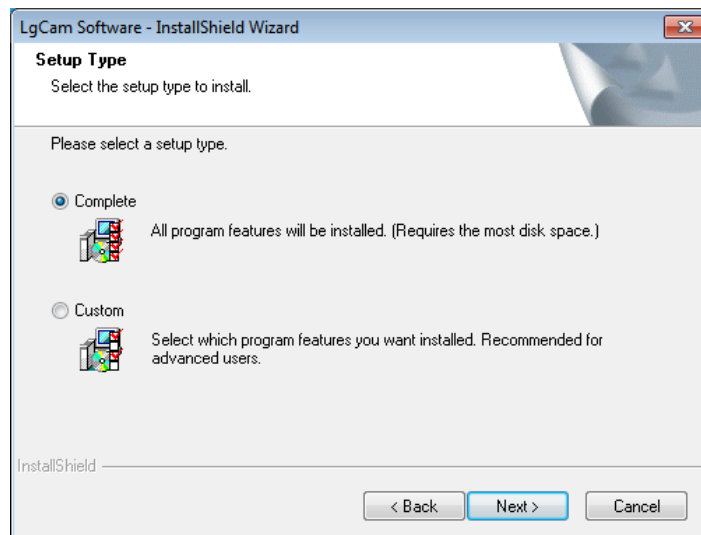 LgCam Software - InstallShield Wizard
Setup Type
Select the setup type to install.
Please select a setup type.
Complete
All program features will be installed. (Requires the most disk space.)
Custom
Select which program features you want installed. Recommended for
advanced users.
InstallShield
< Back
Next >
Cancel